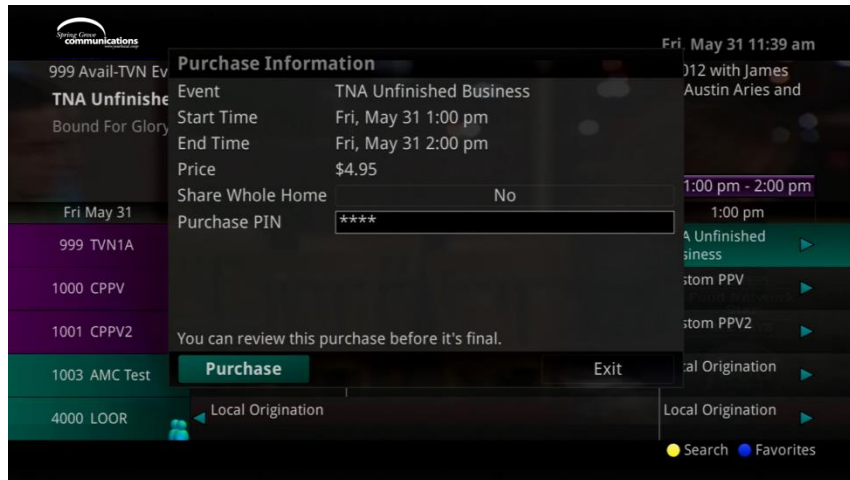 Spring Grove
communications
Fri, May 31 11:39 am
999 Avail-TVN Ev
012 with James
TNA Unfinishe
Austin Aries and
Bound For Glory
Purchase Information
Event TNA Unfinished Business
Start Time Fri, May 31 1:00 pm
End Time Fri, May 31 2:00 pm
Price $4.95
Share Whole Home No
Purchase PIN ****
You can review this purchase before it's final.
Purchase Exit
1:00 pm - 2:00 pm
Fri May 31 1:00 pm
999 TVN1A
A Unfinished
siness
1000 CPPV
stom PPV
1001 CPPV2
stom PPV2
1003 AMC Test
cal Origination
4000 LOOR Local Origination Local Origination
Search Favorites